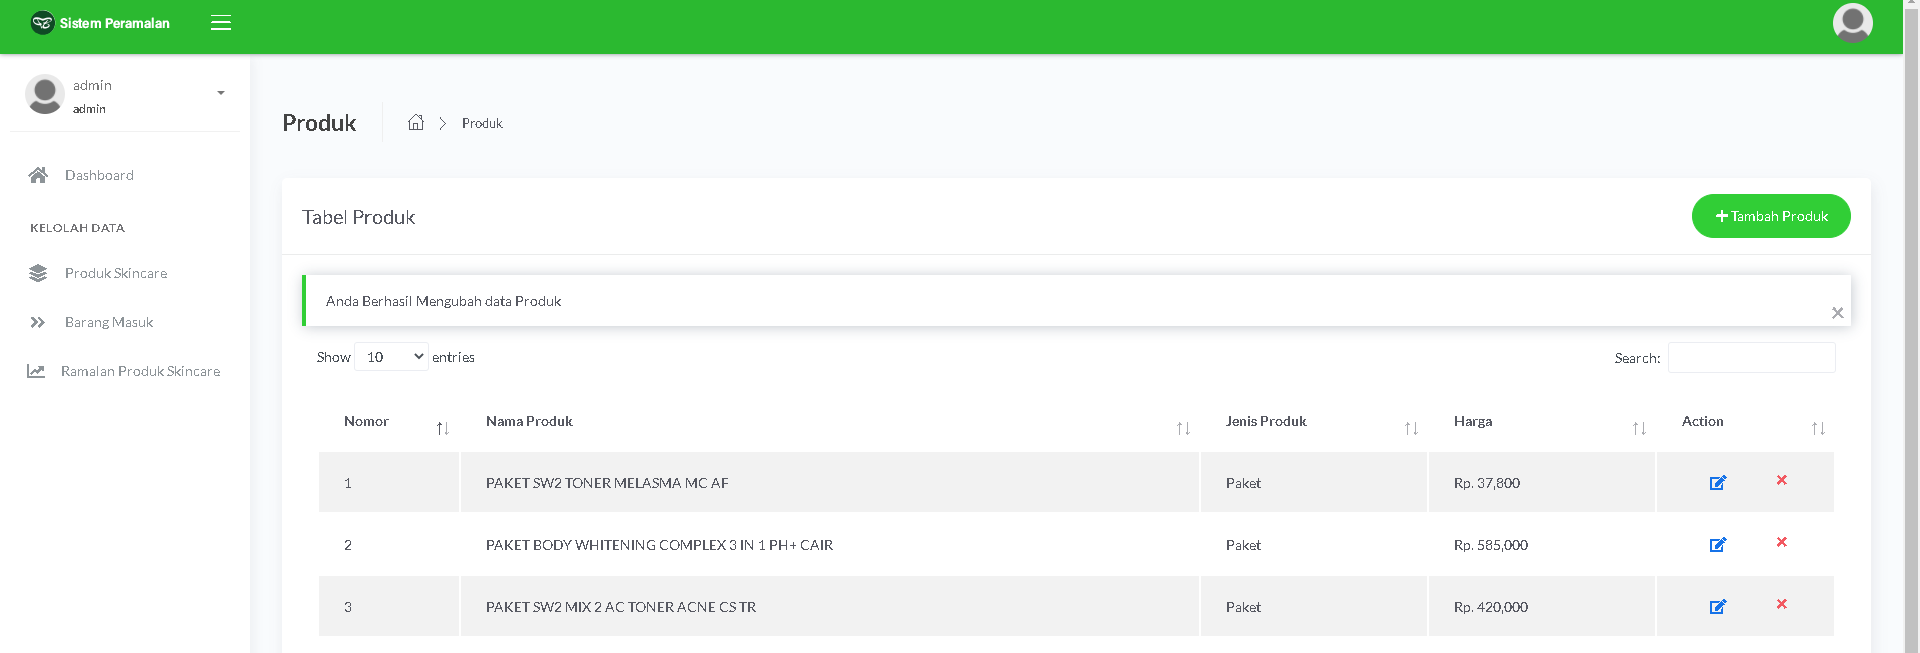 Sistem Peramalan
admin
admin
Dashboard
KELOLAH DATA
Produk Skincare
Barang Masuk
Ramalan Produk Skincare
Produk
Produk
Tabel Produk
Tambah Produk
Anda Berhasil Mengubah data Produk
Show 10 entries
Search:
Nomor Nama Produk Jenis Produk Harga Action
1 PAKET SW2 TONER MELASMA MC AF Paket Rp. 37,800
2 PAKET BODY WHITENING COMPLEX 3 IN 1 PH+ CAIR Paket Rp. 585,000
3 PAKET SW2 MIX 2 AC TONER ACNE CS TR Paket Rp. 420,000